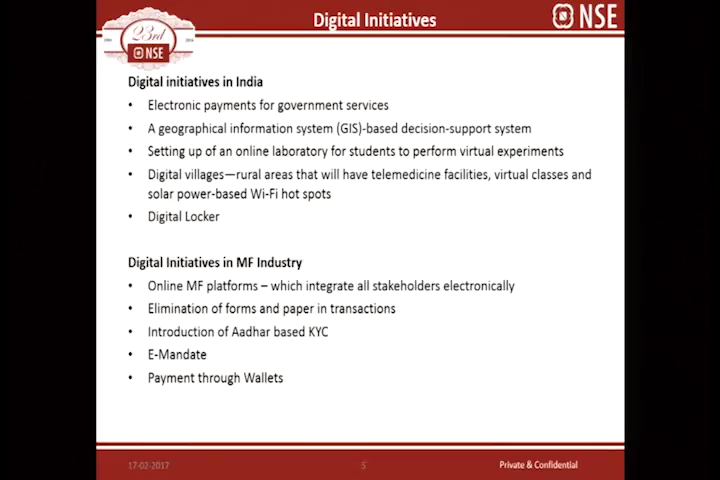 Digital Initiatives
NSE
23rd
NSE
Digital initiatives in India
• Electronic payments for government services
• A geographical information system (GIS)-based decision-support system
• Setting up of an online laboratory for students to perform virtual experiments
• Digital villages—rural areas that will have telemedicine facilities, virtual classes and
solar power-based Wi-Fi hot spots
• Digital Locker
Digital Initiatives in MF Industry
• Online MF platforms – which integrate all stakeholders electronically
• Elimination of forms and paper in transactions
• Introduction of Aadhar based KYC
• E-Mandate
• Payment through Wallets
17-02-2017
5
Private & Confidential